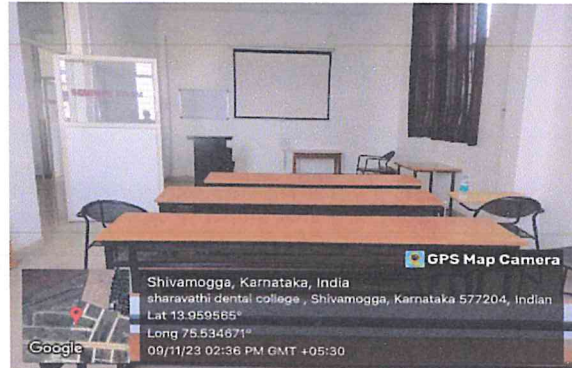 GPS Map Camera
Shivamogga, Karnataka, India
sharavathi dental college , Shivamogga, Karnataka 577204, Indian
Lat 13.959565°
Long 75.534671°
09/11/23 02:36 PM GMT +05:30
Google